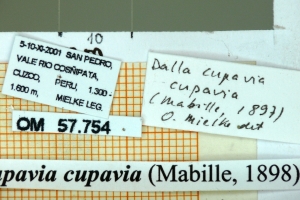 10
5-10-XI-2001 SAN PEDRO,
VALE RIO COSÑIPATA,
CUZCO, PERU, 1.300 -
1.600 m, MIELKE LEG.
OM 57.754
Dalla cupavia
cupavia
(Mabille, 1897)
O. Mielke det
upavia cupavia (Mabille, 1898)